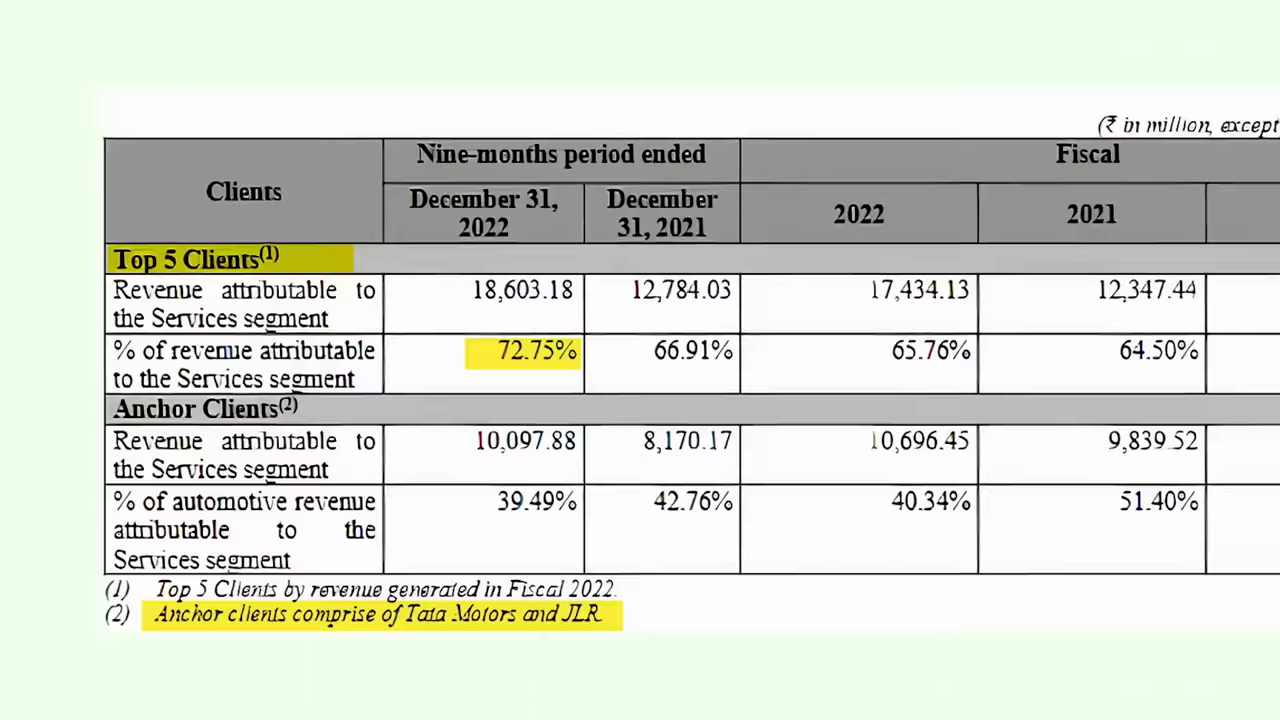 (₹ in million, except
Clients
Nine-months period ended
Fiscal
December 31,
2022
December
31, 2021
2022
2021
Top 5 Clients(1)
Revenue attributable to
the Services segment
18,603.18
12,784.03
17,434.13
12,347.44
% of revenue attributable
to the Services segment
72.75%
66.91%
65.76%
64.50%
Anchor Clients(2)
Revenue attributable to
the Services segment
10,097.88
8,170.17
10,696.45
9,839.52
% of automotive revenue
attributable to the
Services segment
39.49%
42.76%
40.34%
51.40%
(1) Top 5 Clients by revenue generated in Fiscal 2022.
(2) Anchor clients comprise of Tata Motors and JLR